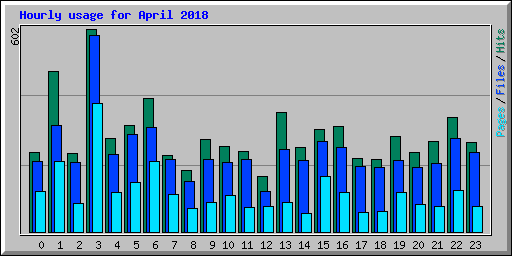 Hourly usage for April 2018
602
Pages/Files/Hits
0 1 2 3 4 5 6 7 8 9 10 11 12 13 14 15 16 17 18 19 20 21 22 23